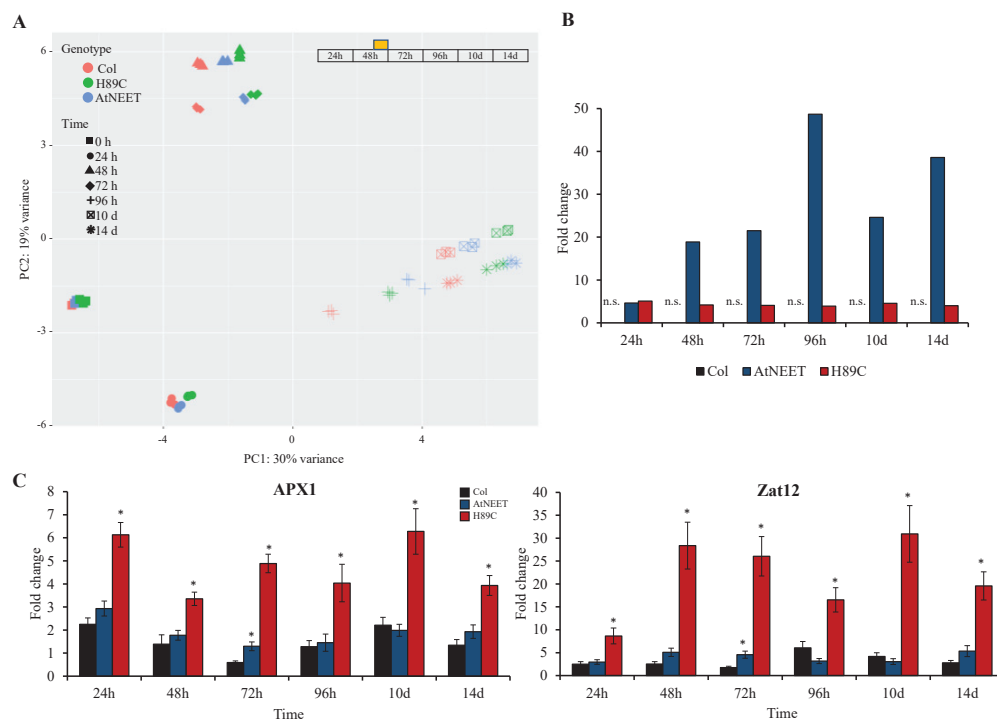 A
Genotype
Col
H89C
AtNEET
Time
0 h
24 h
48 h
72 h
96 h
10 d
14 d
24h 48h 72h 96h 10d 14d
PC2: 19% variance
6
3
0
-3
-6
-4 0 4
PC1: 30% variance
B
Fold change
50
40
30
20
10
0
n.s. n.s. n.s. n.s. n.s. n.s.
24h 48h 72h 96h 10d 14d
Col AtNEET H89C
C
APX1
Col
AtNEET
H89C
Fold change
8
7
6
5
4
3
2
1
0
* * * * * * *
24h 48h 72h 96h 10d 14d
Time
Zat12
Fold change
40
35
30
25
20
15
10
5
0
* * * * * * *
24h 48h 72h 96h 10d 14d
Time